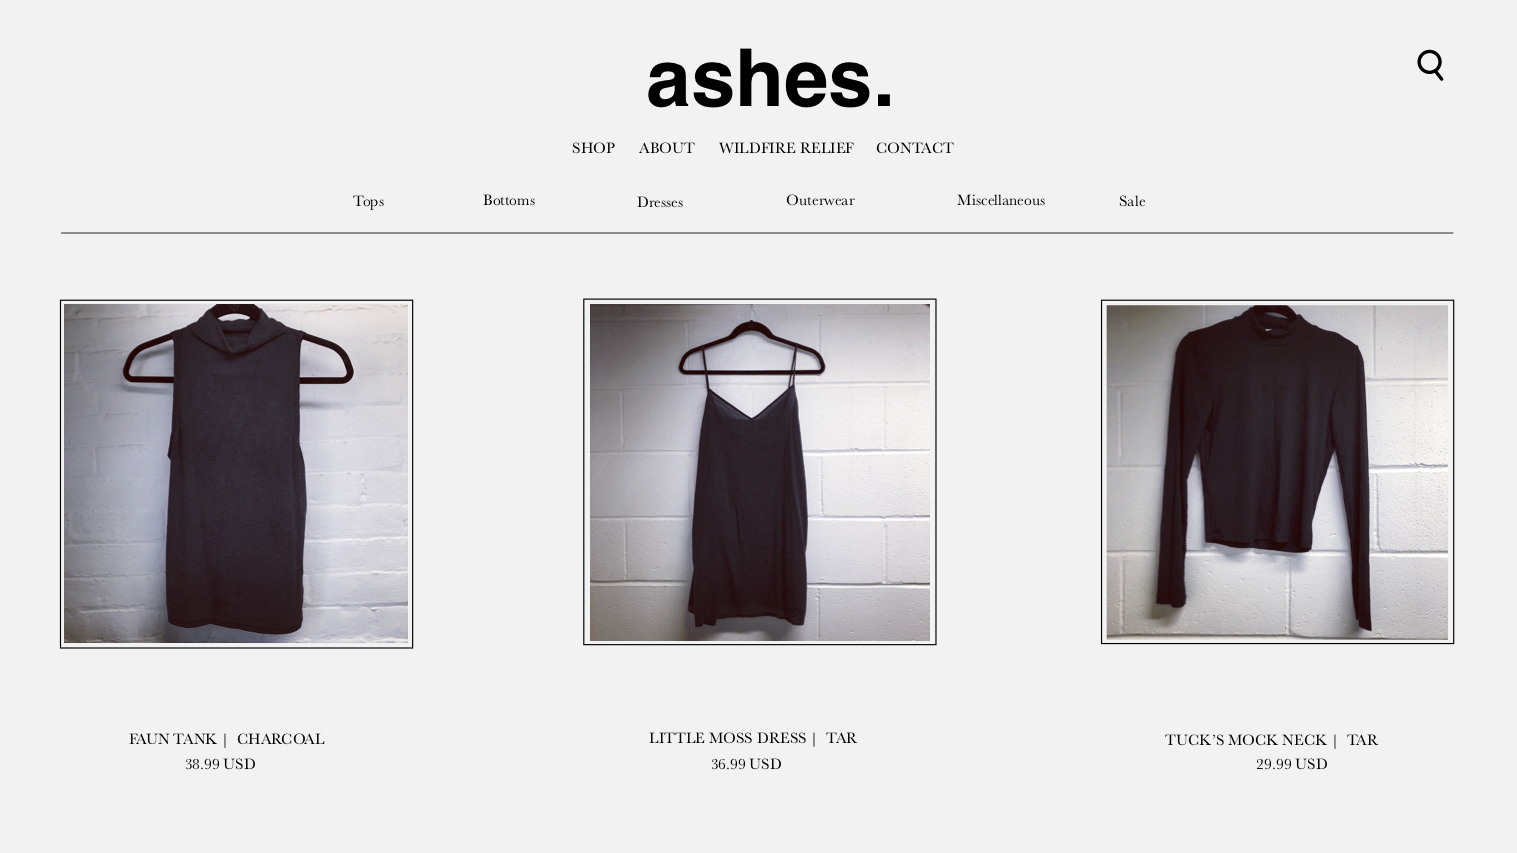 ashes.
SHOP ABOUT WILDFIRE RELIEF CONTACT
Tops Bottoms Dresses Outerwear Miscellaneous Sale
FAUN TANK | CHARCOAL
38.99 USD
LITTLE MOSS DRESS | TAR
36.99 USD
TUCK’S MOCK NECK | TAR
29.99 USD